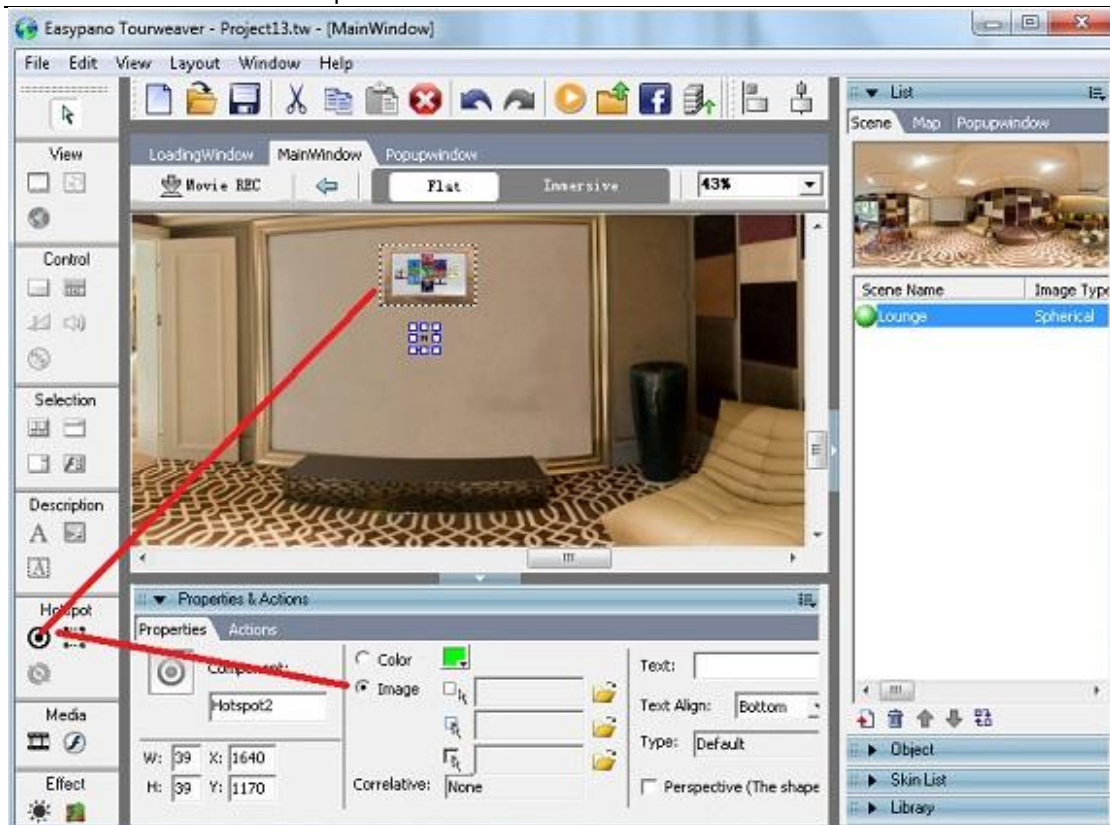 Easypano Tourweaver - Project13.tw - [MainWindow]
File Edit View Layout Window Help
View
Control
Selection
Description
A
A
Hotspot
Media
Effect
LoadingWindow MainWindow Popupwindow
Movie REC Flat Immersive 43%
Properties & Actions
Properties Actions
Component:
Hotspot2
W: 39 X: 1640
H: 39 Y: 1170
Color
Image
Correlative: None
Text:
Text Align: Bottom
Type: Default
Perspective (The shape
List
Scene Map Popupwindow
Scene Name Image Type
Lounge Spherical
Object
Skin List
Library